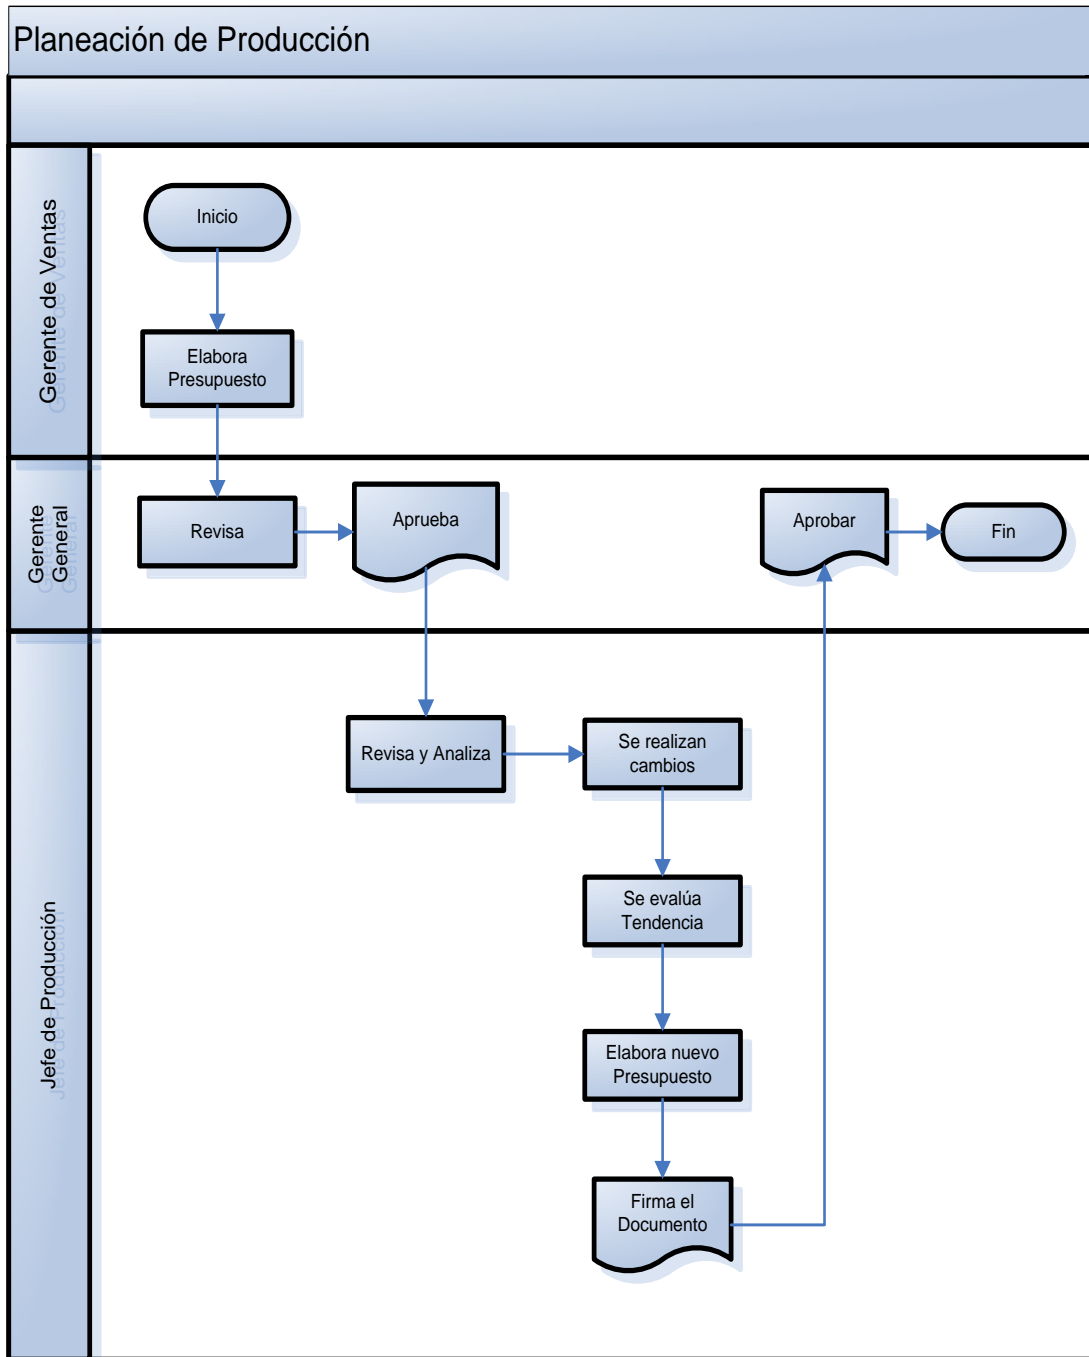 Planeación de Producción
Gerente de Ventas
Inicio
Elabora
Presupuesto
Gerente
General
Revisa
Aprueba
Aprobar
Fin
Jefe de Producción
Revisa y Analiza
Se realizan
cambios
Se evalúa
Tendencia
Elabora nuevo
Presupuesto
Firma el
Documento